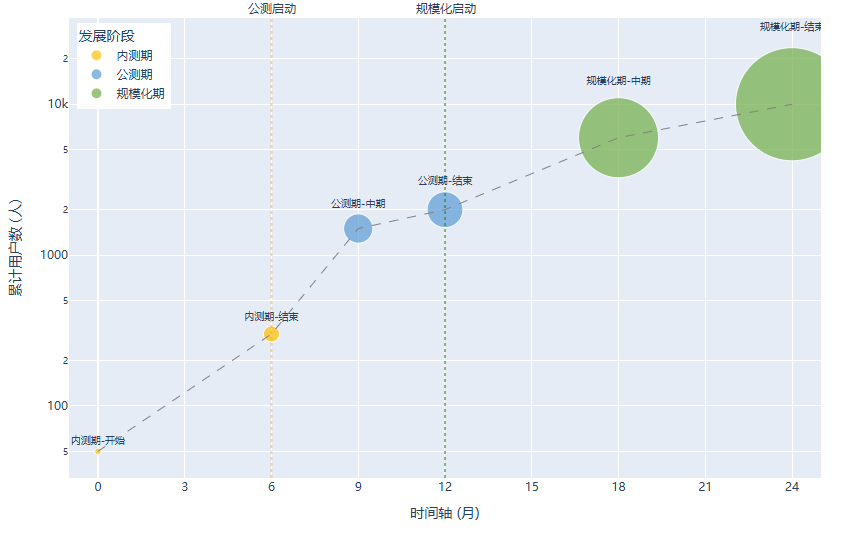 公测启动
规模化启动
发展阶段
内测期
公测期
规模化期
规模化期-结束
规模化期-中期
公测期-结束
公测期-中期
内测期-结束
内测期-开始
累计用户数 (人)
2
10k
5
2
1000
5
2
100
5
0
3
6
9
12
15
18
21
24
时间轴 (月)